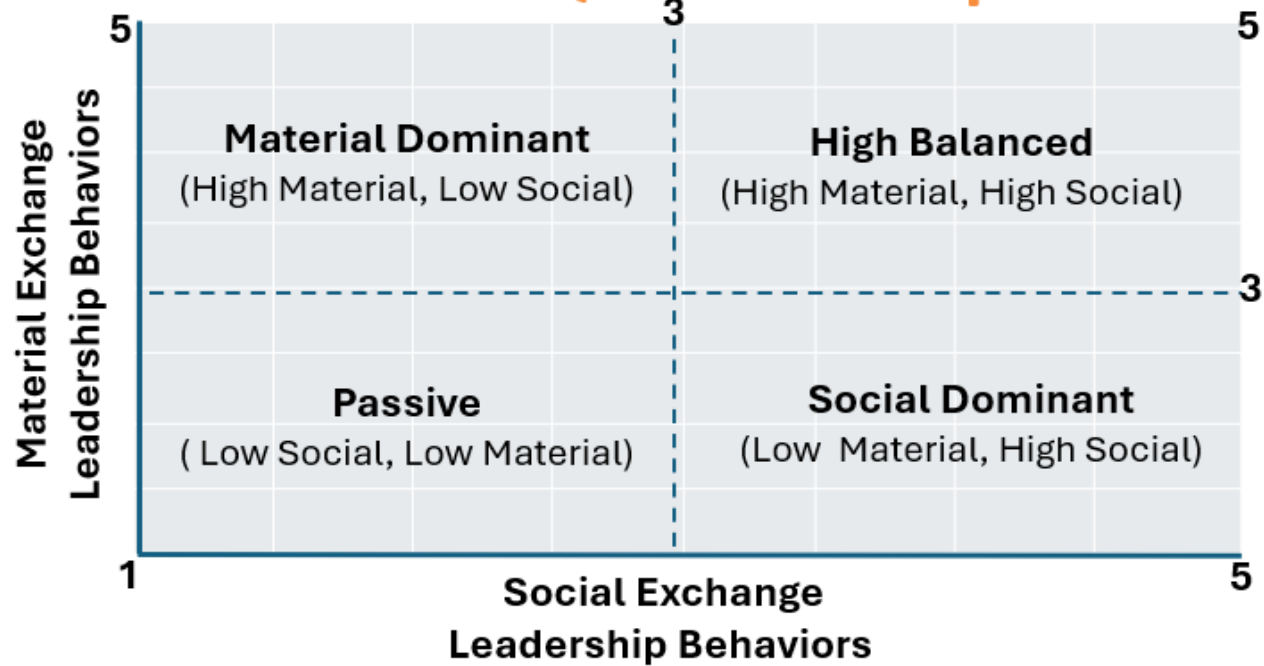 3
5
5
Material Exchange
Leadership Behaviors
Material Dominant
(High Material, Low Social)
High Balanced
(High Material, High Social)
3
Passive
( Low Social, Low Material)
Social Dominant
(Low  Material, High Social)
1
5
Social Exchange
Leadership Behaviors